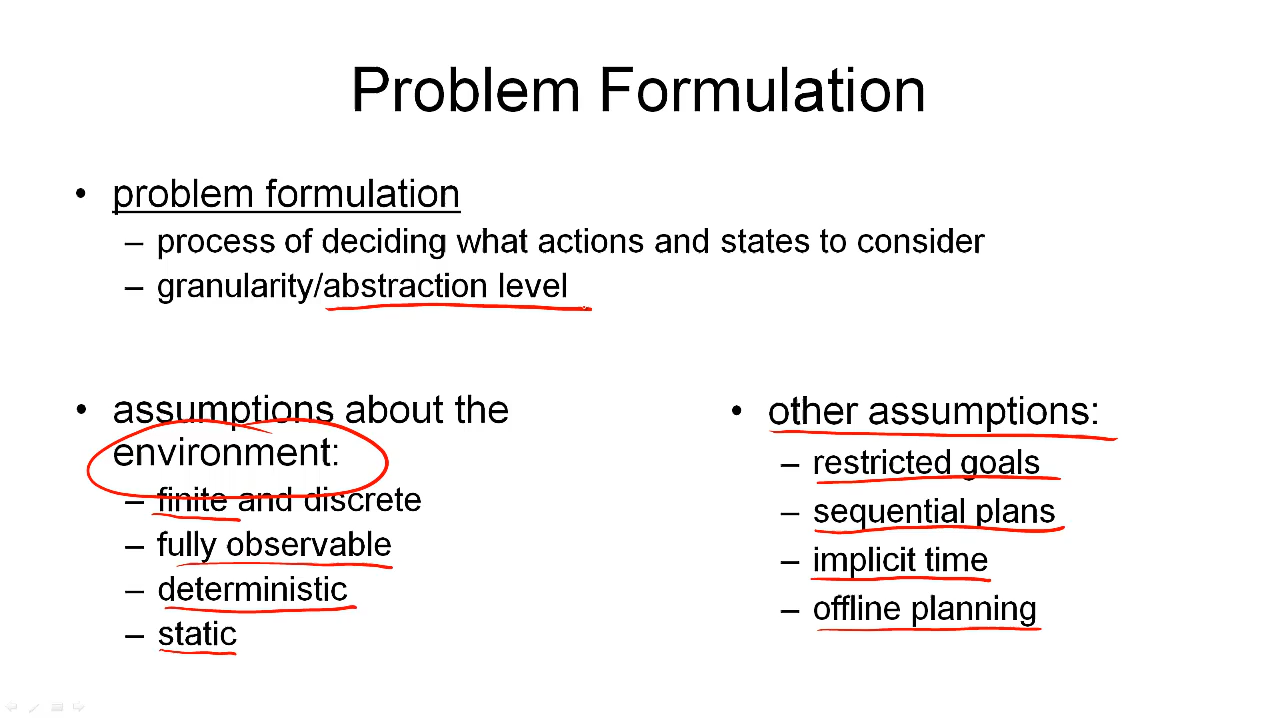 Problem Formulation
• problem formulation
– process of deciding what actions and states to consider
– granularity/abstraction level
• assumptions about the
environment:
– finite and discrete
– fully observable
– deterministic
– static
• other assumptions:
– restricted goals
– sequential plans
– implicit time
– offline planning